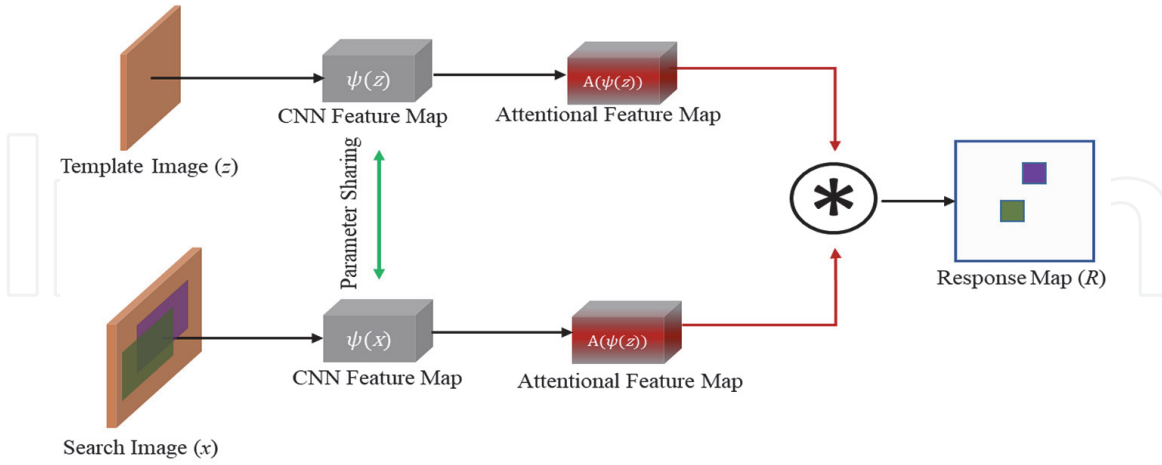 ψ(z)
CNN Feature Map
A(ψ(z))
Attentional Feature Map
Template Image (z)
Parameter Sharing
*
Response Map (R)
ψ(x)
CNN Feature Map
A(ψ(z))
Attentional Feature Map
Search Image (x)